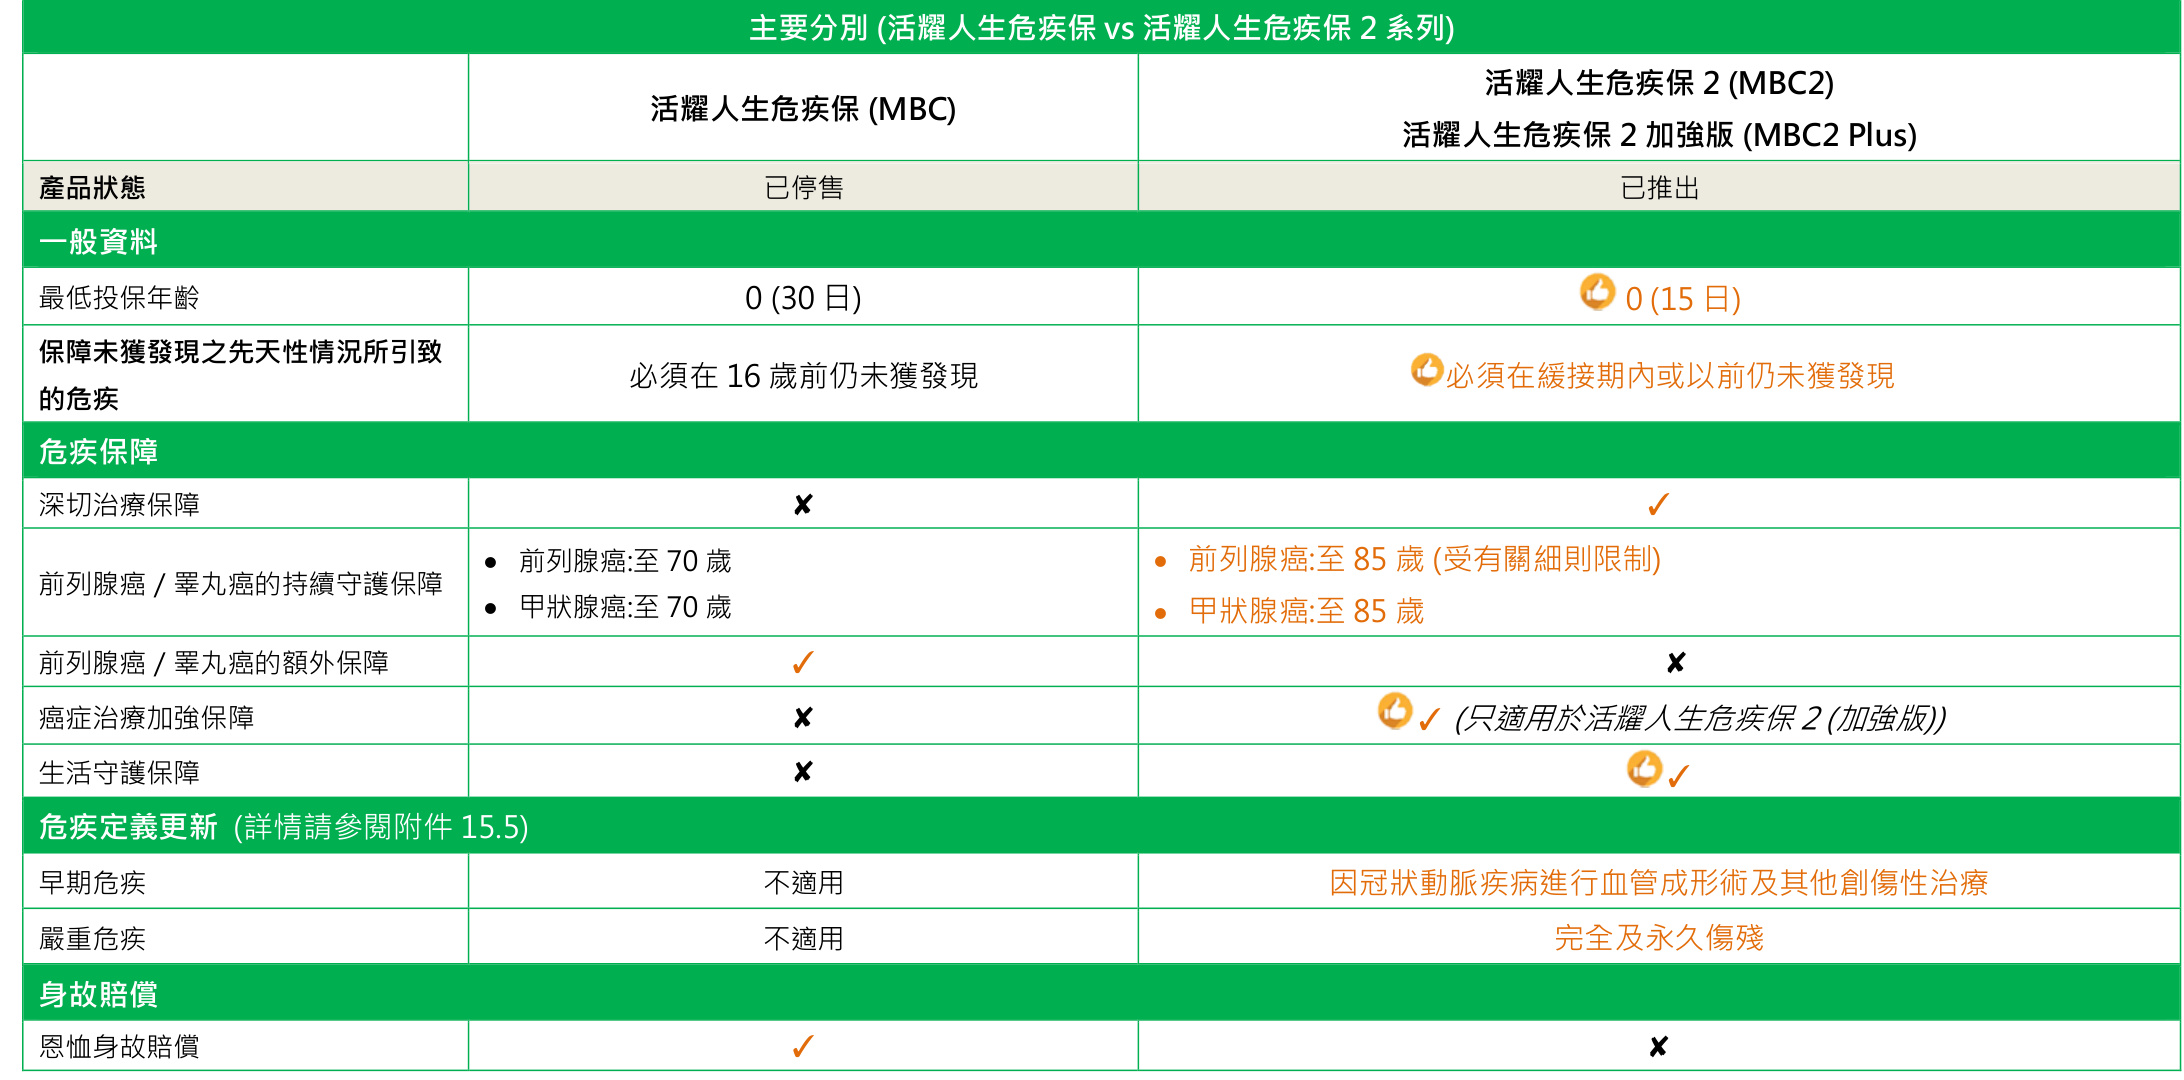 主要分別 (活耀人生危疾保 vs 活耀人生危疾保 2 系列)
活耀人生危疾保 (MBC)
活耀人生危疾保 2 (MBC2)
活耀人生危疾保 2 加強版 (MBC2 Plus)
產品狀態
已停售
已推出
一般資料
最低投保年齡
0 (30 日)
0 (15 日)
保障未獲發現之先天性情況所引致
的危疾
必須在 16 歲前仍未獲發現
必須在緩接期內或以前仍未獲發現
危疾保障
深切治療保障
✘
✓
前列腺癌 / 睪丸癌的持續守護保障
• 前列腺癌:至 70 歲
• 甲狀腺癌:至 70 歲
• 前列腺癌:至 85 歲 (受有關細則限制)
• 甲狀腺癌:至 85 歲
前列腺癌 / 睪丸癌的額外保障
✓
✘
癌症治療加強保障
✘
✓ (只適用於活耀人生危疾保 2 (加強版))
生活守護保障
✘
✓
危疾定義更新 (詳情請參閱附件 15.5)
早期危疾
不適用
因冠狀動脈疾病進行血管成形術及其他創傷性治療
嚴重危疾
不適用
完全及永久傷殘
身故賠償
恩恤身故賠償
✓
✘